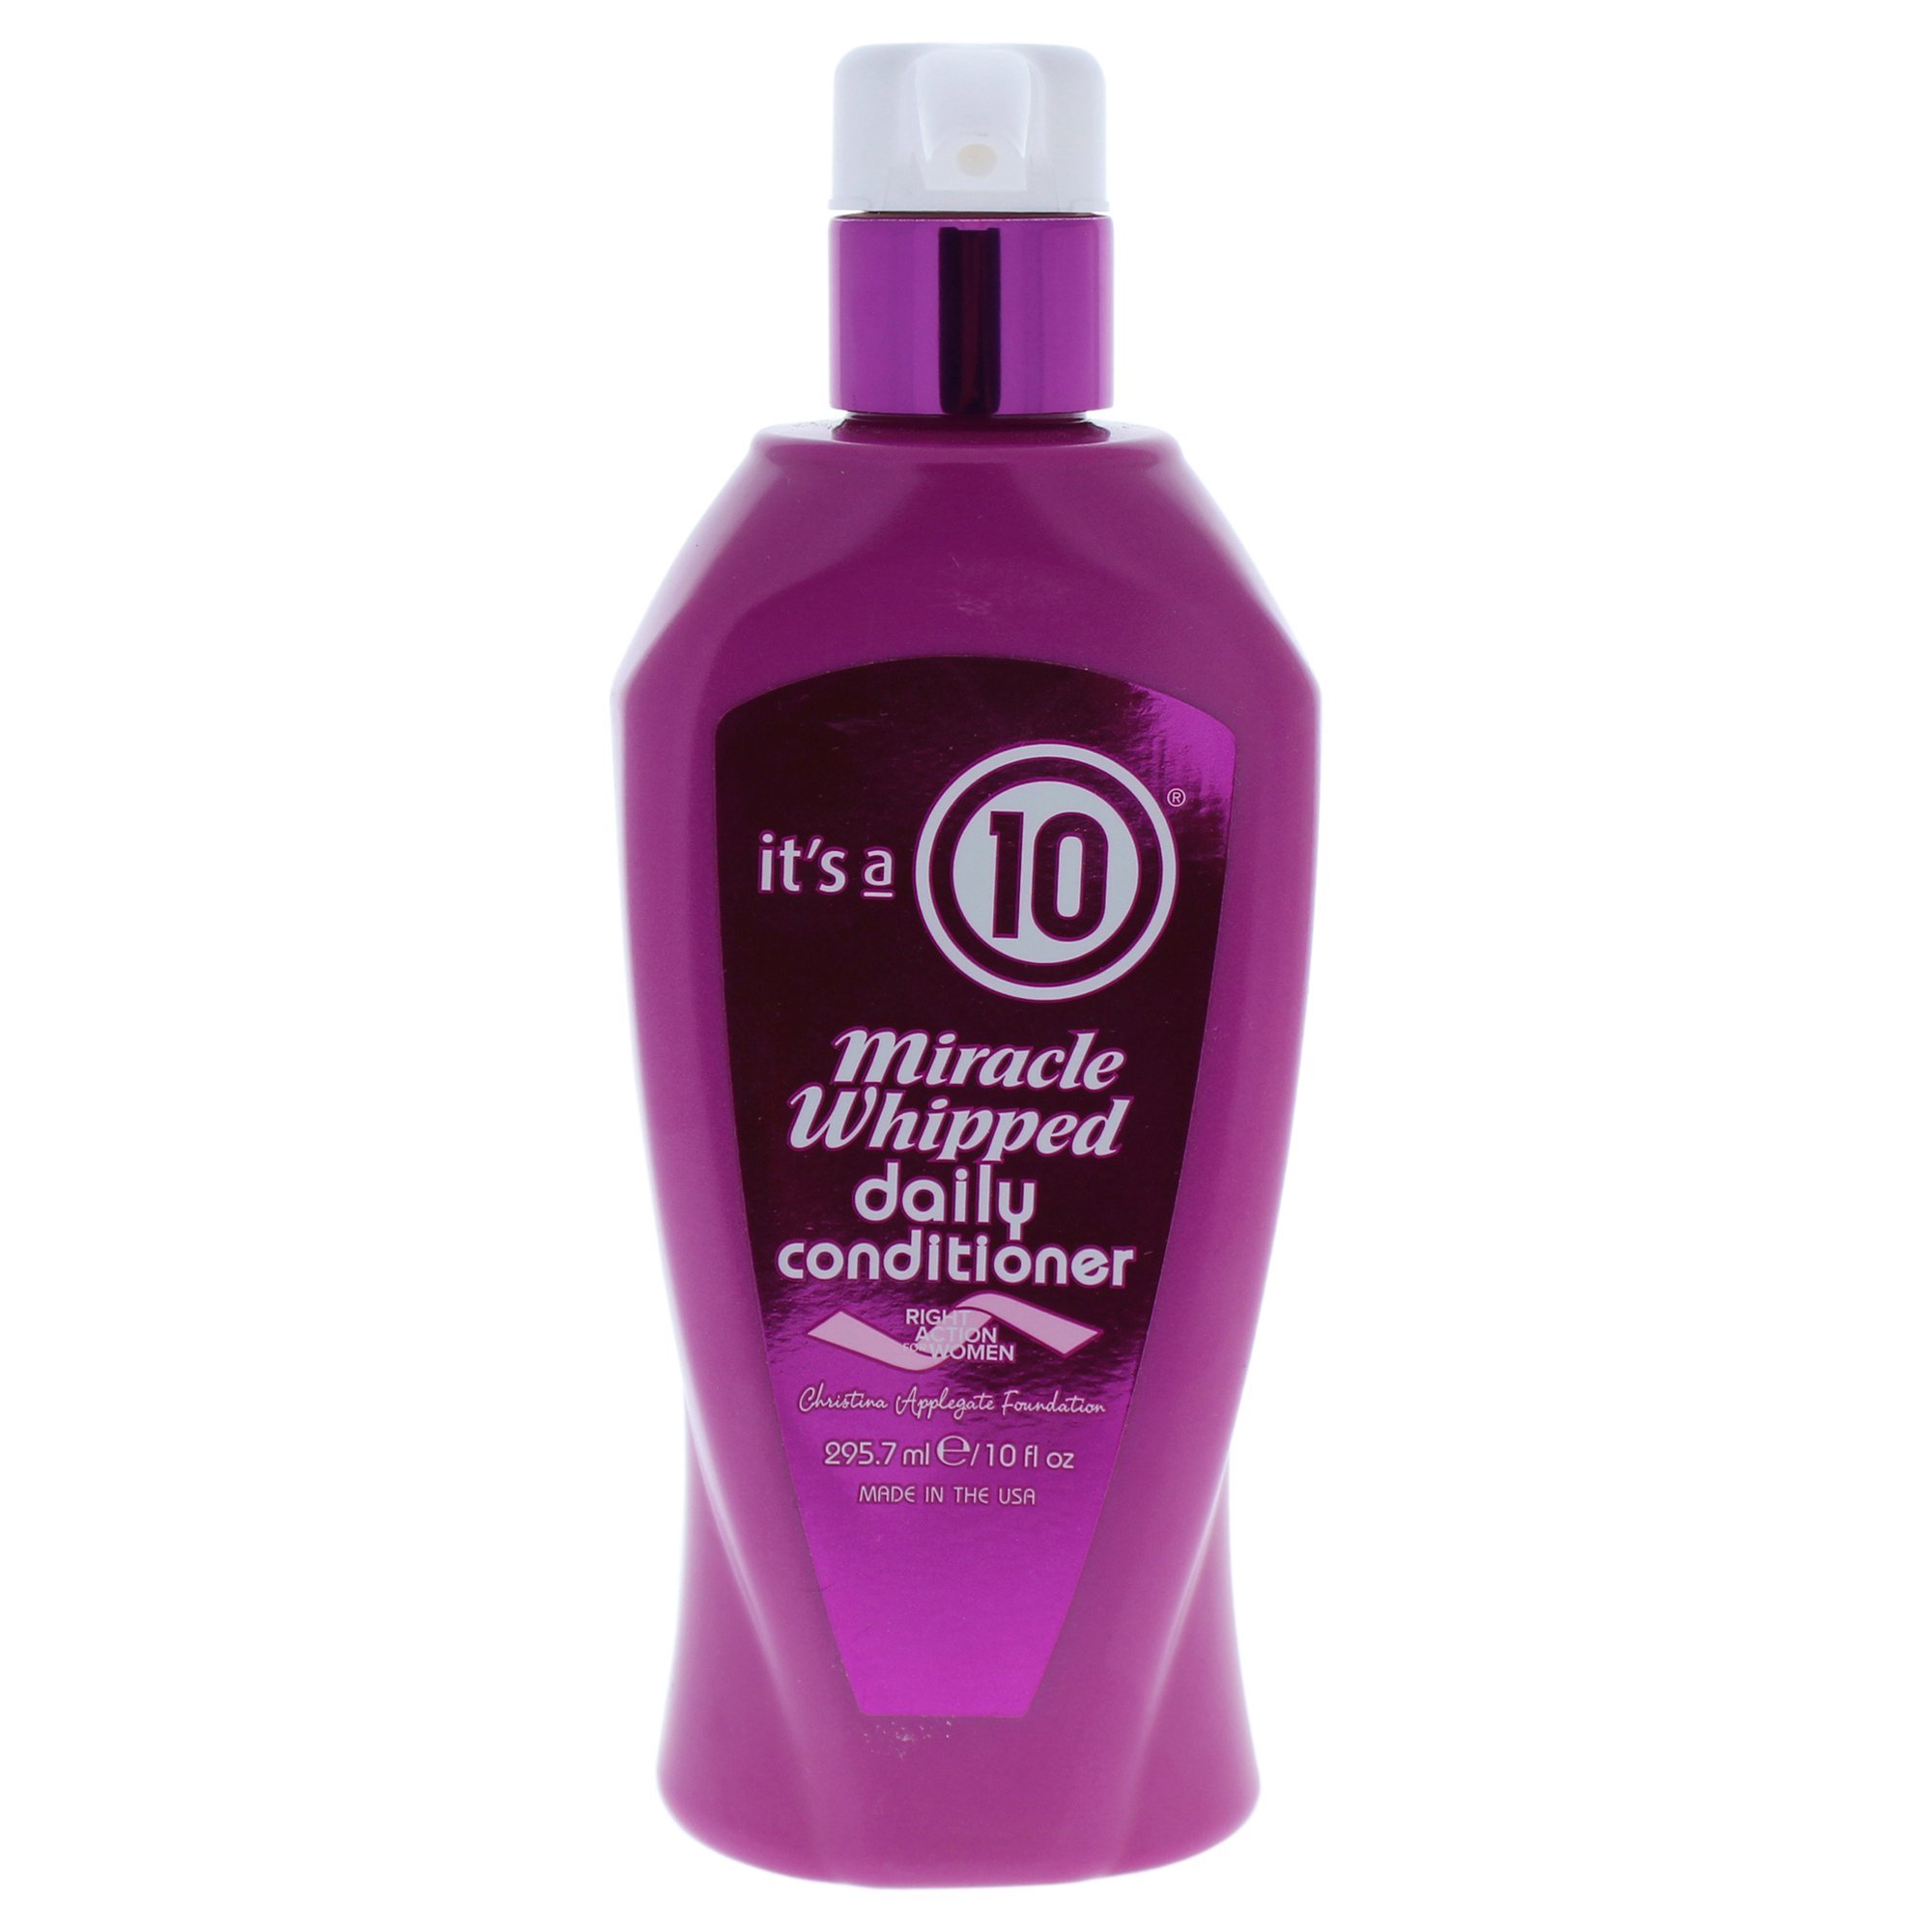 it's a 10®
Miracle
Whipped
daily
conditioner
RIGHT
ACTION
FOR WOMEN
Christina Applegate Foundation
295.7 ml ℮/10 fl oz
MADE IN THE USA